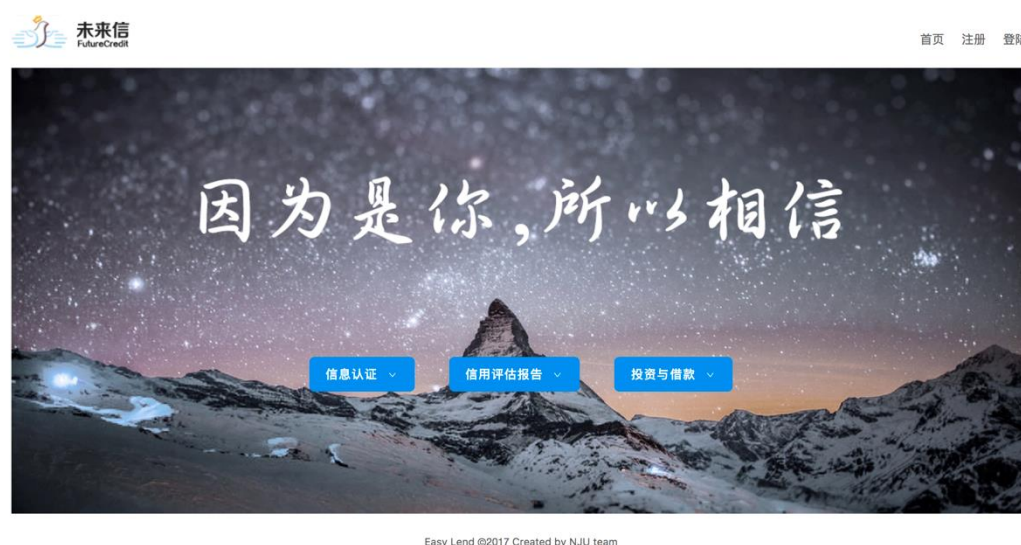 未来信
FutureCredit
首页 注册 登陆
因为是你,所以相信
信息认证
信用评估报告
投资与借款
Easy Lend ©2017 Created by NJU team